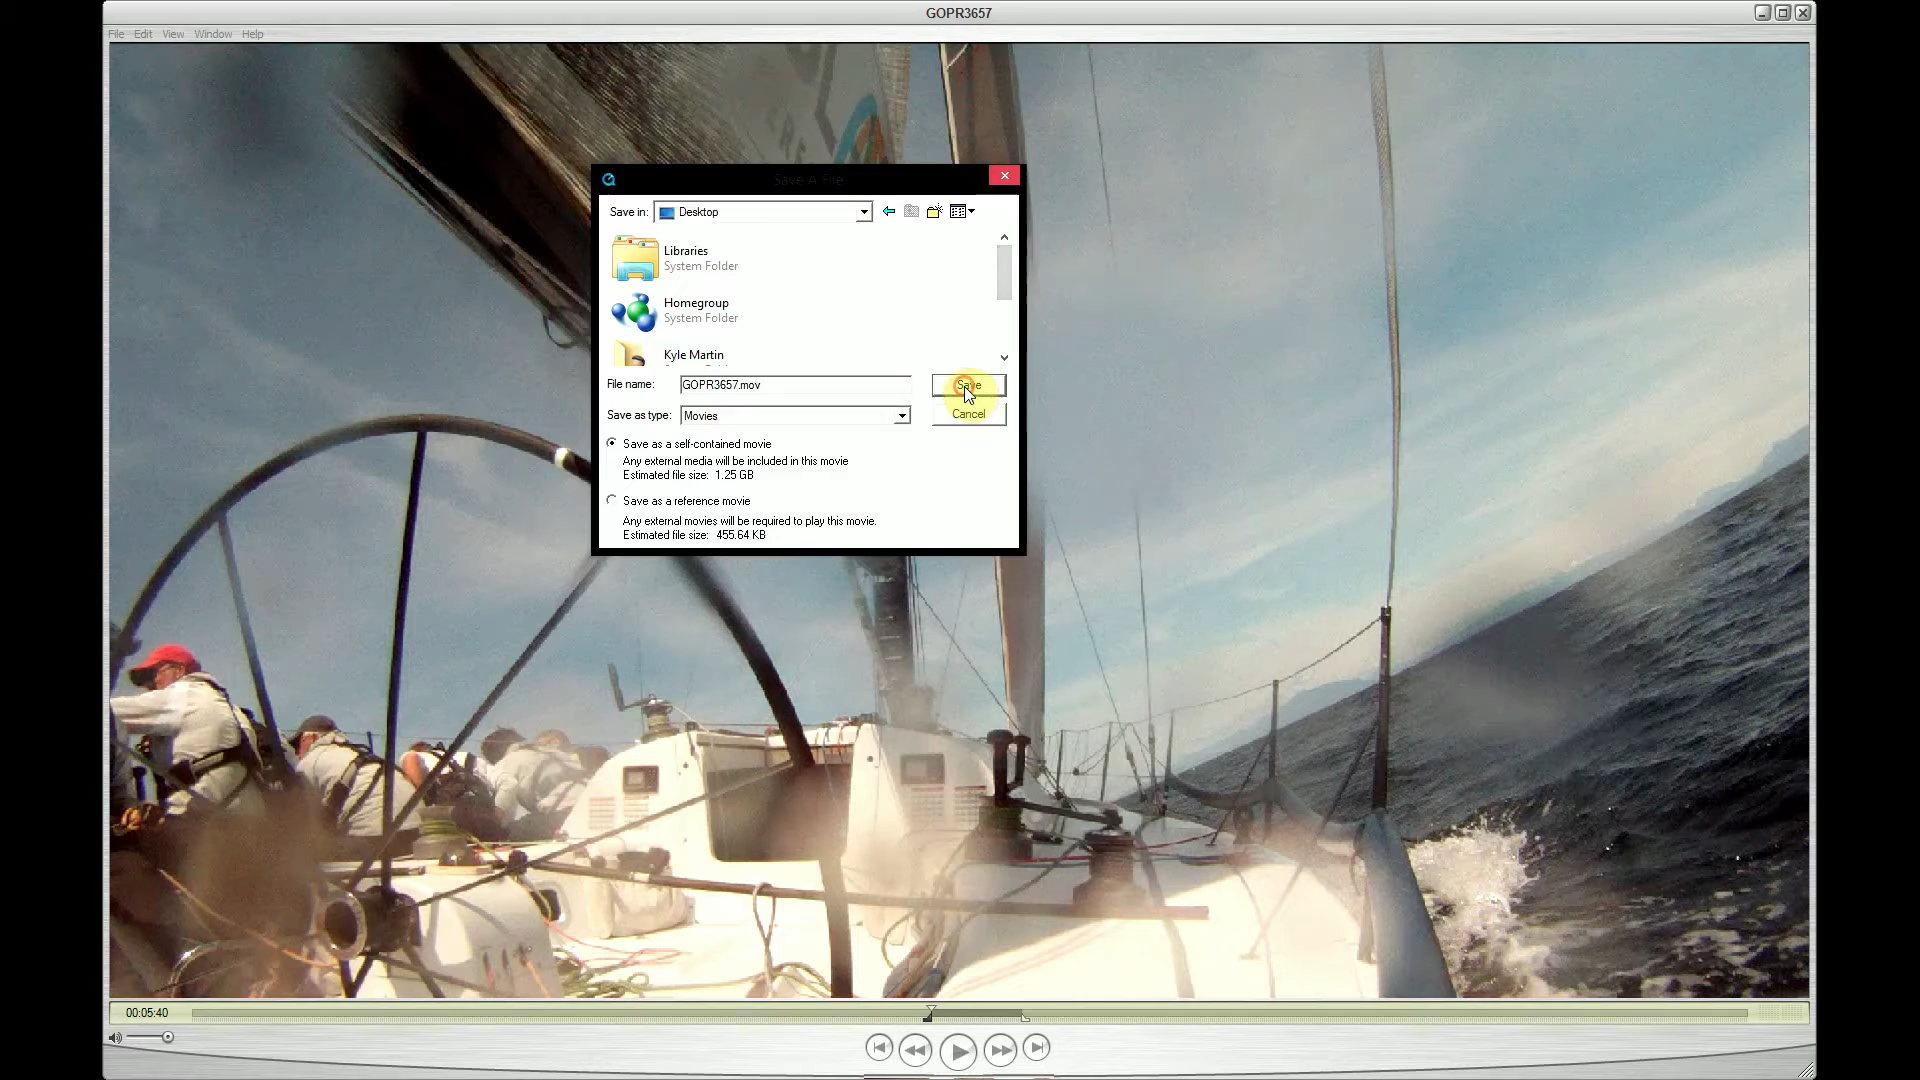 GOPR3657
File Edit View Window Help
Save A File
Save in: Desktop
Libraries
System Folder
Homegroup
System Folder
Kyle Martin
File name: GOPR3657.mov Save
Save as type: Movies Cancel
Save as a self-contained movie
Any external media will be included in this movie
Estimated file size: 1.25 GB
Save as a reference movie
Any external movies will be required to play this movie.
Estimated file size: 455.64 KB
00:05:40